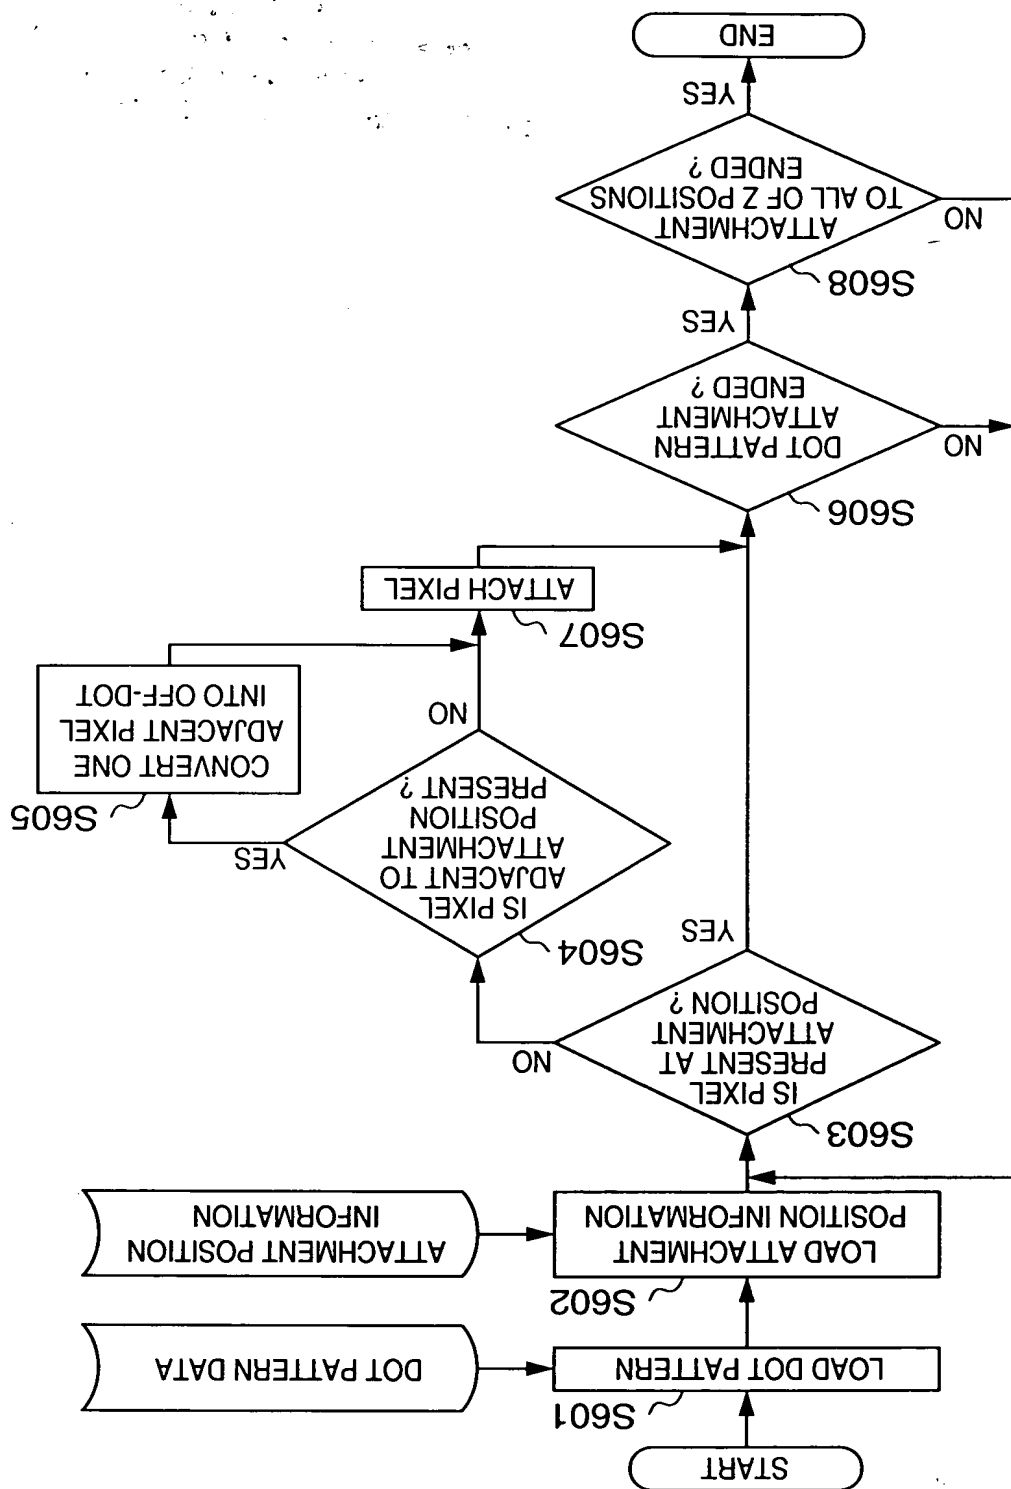 START
S601
LOAD DOT PATTERN
DOT PATTERN DATA
S602
LOAD ATTACHMENT
POSITION INFORMATION
ATTACHMENT POSITION
INFORMATION
S603
IS PIXEL
PRESENT AT
ATTACHMENT
POSITION ?
NO
YES
S604
IS PIXEL
ADJACENT TO
ATTACHMENT
POSITION
PRESENT ?
YES
NO
S605
CONVERT ONE
ADJACENT PIXEL
INTO OFF-DOT
S607
ATTACH PIXEL
S606
DOT PATTERN
ATTACHMENT
ENDED ?
NO
YES
S608
ATTACHMENT
TO ALL OF Z POSITIONS
ENDED ?
NO
YES
END